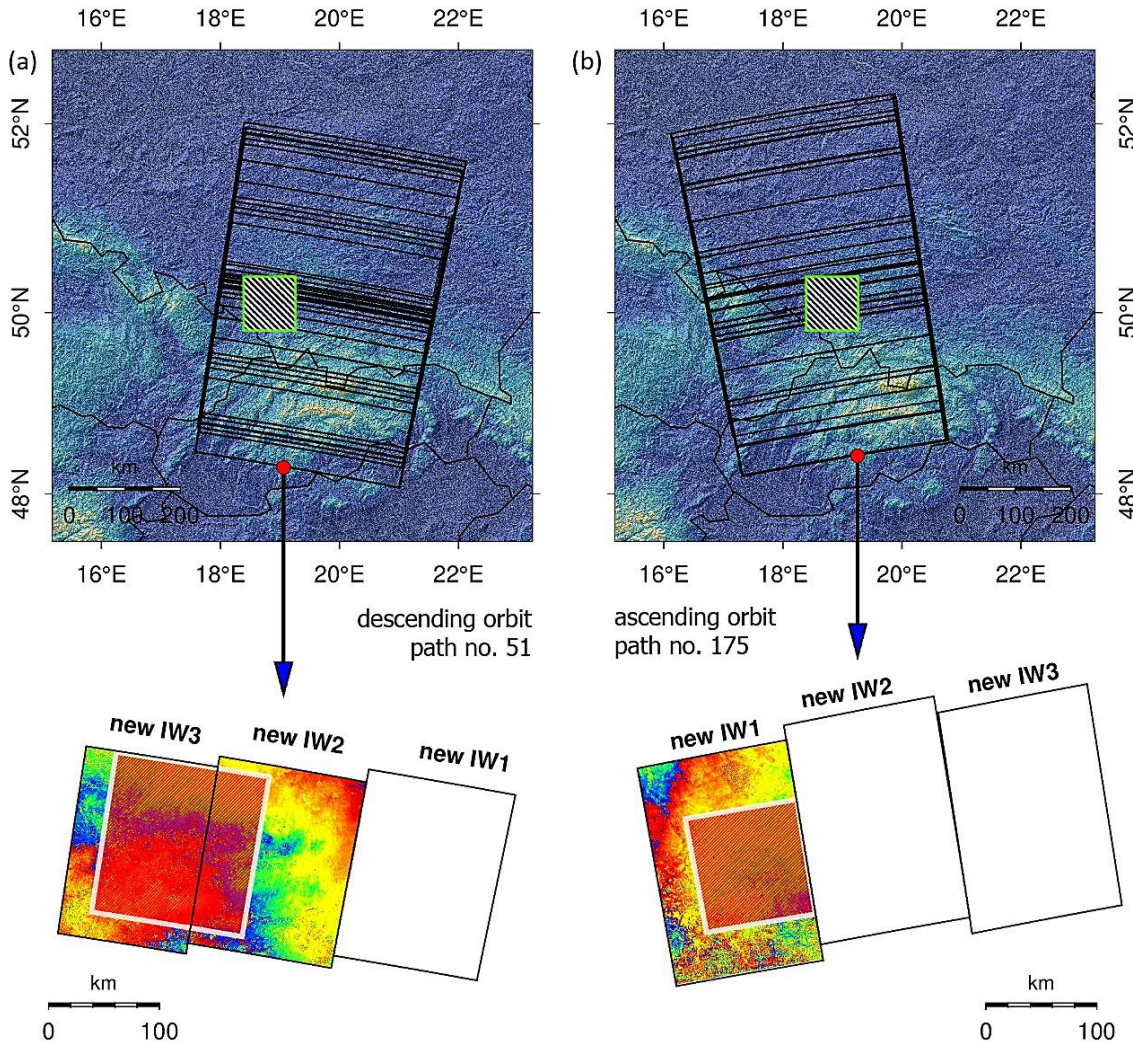 (a)
16°E 18°E 20°E 22°E
52°N
50°N
48°N
km
0 100 200
16°E 18°E 20°E 22°E
descending orbit
path no. 51
new IW3
new IW2
new IW1
km
0 100
(b)
16°E 18°E 20°E 22°E
52°N
50°N
48°N
km
0 100 200
16°E 18°E 20°E 22°E
ascending orbit
path no. 175
new IW1
new IW2
new IW3
km
0 100